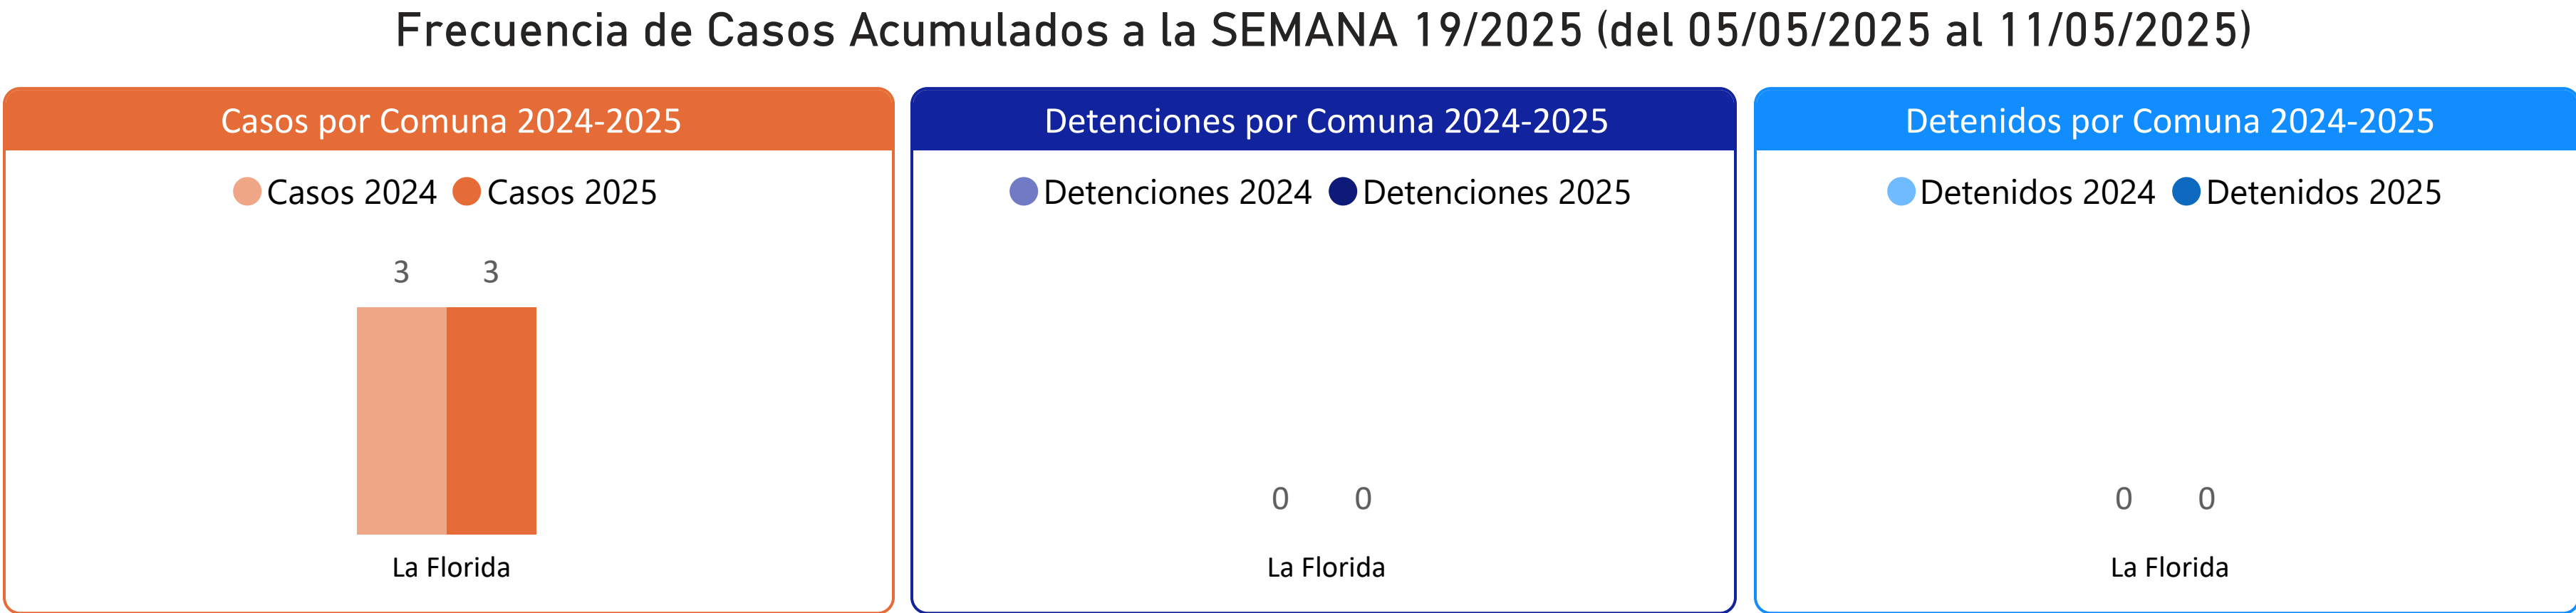 Frecuencia de Casos Acumulados a la SEMANA 19/2025 (del 05/05/2025 al 11/05/2025)
Casos por Comuna 2024-2025
Casos 2024 Casos 2025
3 3
La Florida
Detenciones por Comuna 2024-2025
Detenciones 2024 Detenciones 2025
0 0
La Florida
Detenidos por Comuna 2024-2025
Detenidos 2024 Detenidos 2025
0 0
La Florida